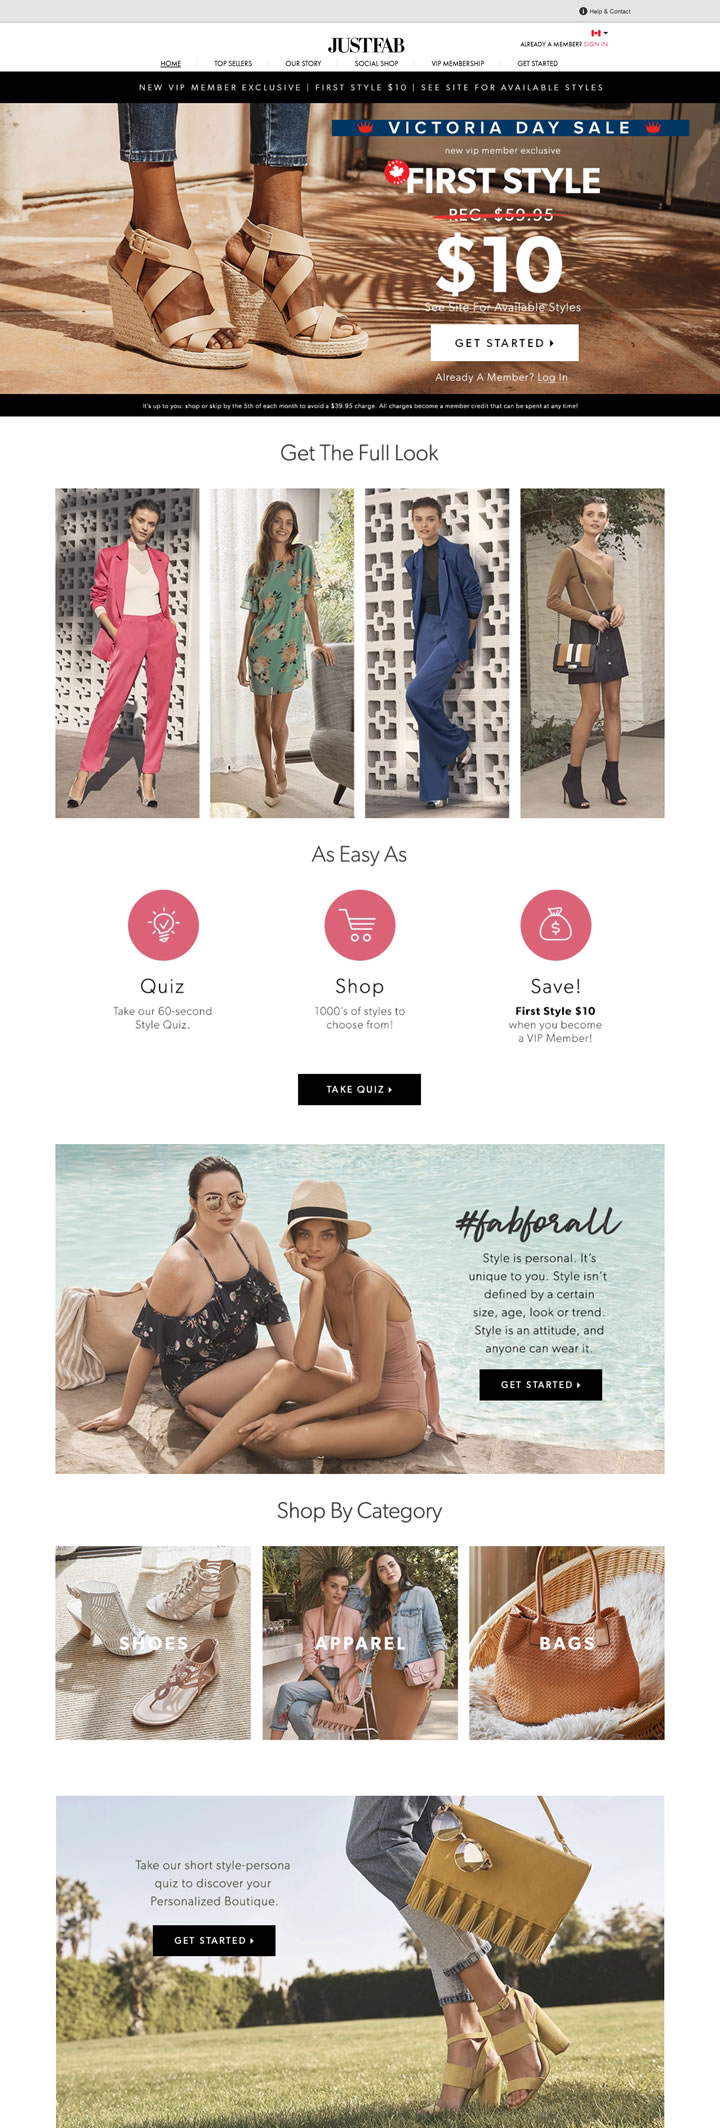 Help & Contact
JUSTFAB
ALREADY A MEMBER? SIGN IN
HOME TOP SELLERS OUR STORY SOCIAL SHOP VIP MEMBERSHIP GET STARTED
NEW VIP MEMBER EXCLUSIVE | FIRST STYLE $10 | SEE SITE FOR AVAILABLE STYLES
VICTORIA DAY SALE
new vip member exclusive
FIRST STYLE
REG. $59.95
$10
See Site For Available Styles
GET STARTED
Already A Member? Log In
It's up to you: shop or skip by the 5th of each month to avoid a $39.95 charge. All charges become a member credit that can be spent at any time!
Get The Full Look
As Easy As
Quiz
Take our 60-second
Style Quiz.
Shop
1000's of styles to
choose from!
Save!
First Style $10
when you become
a VIP Member!
TAKE QUIZ
#fabforall
Style is personal. It's
unique to you. Style isn't
defined by a certain
size, age, look or trend.
Style is an attitude, and
anyone can wear it.
GET STARTED
Shop By Category
SHOES
APPAREL
BAGS
Take our short style-persona
quiz to discover your
Personalized Boutique.
GET STARTED